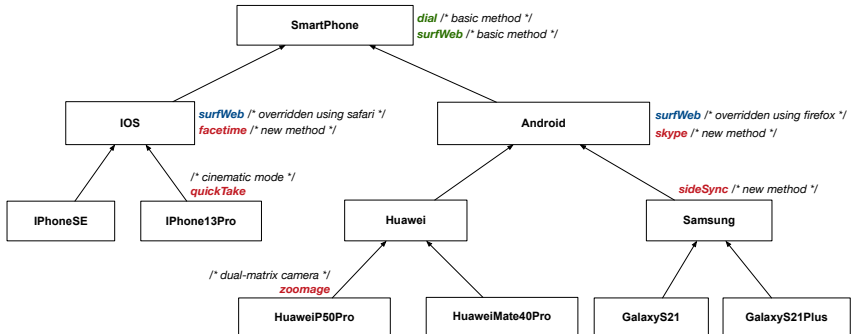 SmartPhone
dial /* basic method */
surfWeb /* basic method */
IOS
surfWeb /* overridden using safari */
facetime /* new method */
Android
surfWeb /* overridden using firefox */
skype /* new method */
/* cinematic mode */
quickTake
sideSync /* new method */
IPhoneSE
IPhone13Pro
Huawei
Samsung
/* dual-matrix camera */
zoomage
HuaweiP50Pro
HuaweiMate40Pro
GalaxyS21
GalaxyS21Plus